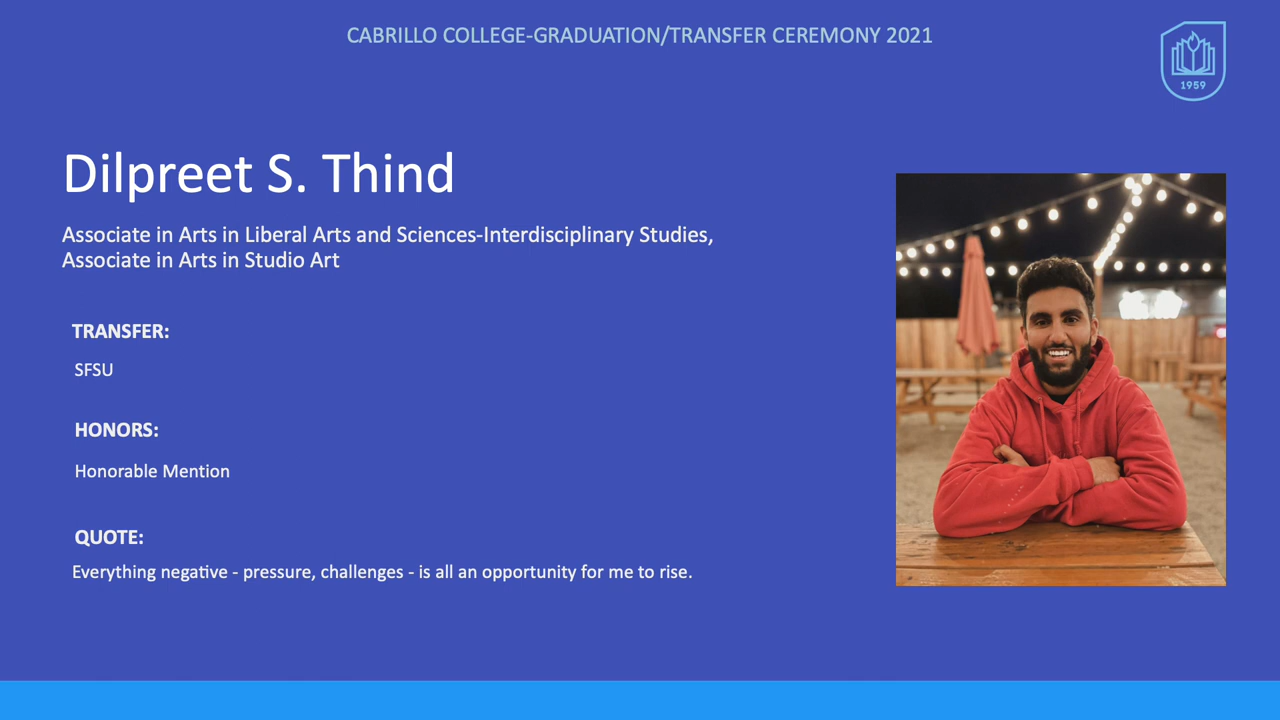 CABRILLO COLLEGE-GRADUATION/TRANSFER CEREMONY 2021
1959
Dilpreet S. Thind
Associate in Arts in Liberal Arts and Sciences-Interdisciplinary Studies,
Associate in Arts in Studio Art
TRANSFER:
SFSU
HONORS:
Honorable Mention
QUOTE:
Everything negative - pressure, challenges - is all an opportunity for me to rise.